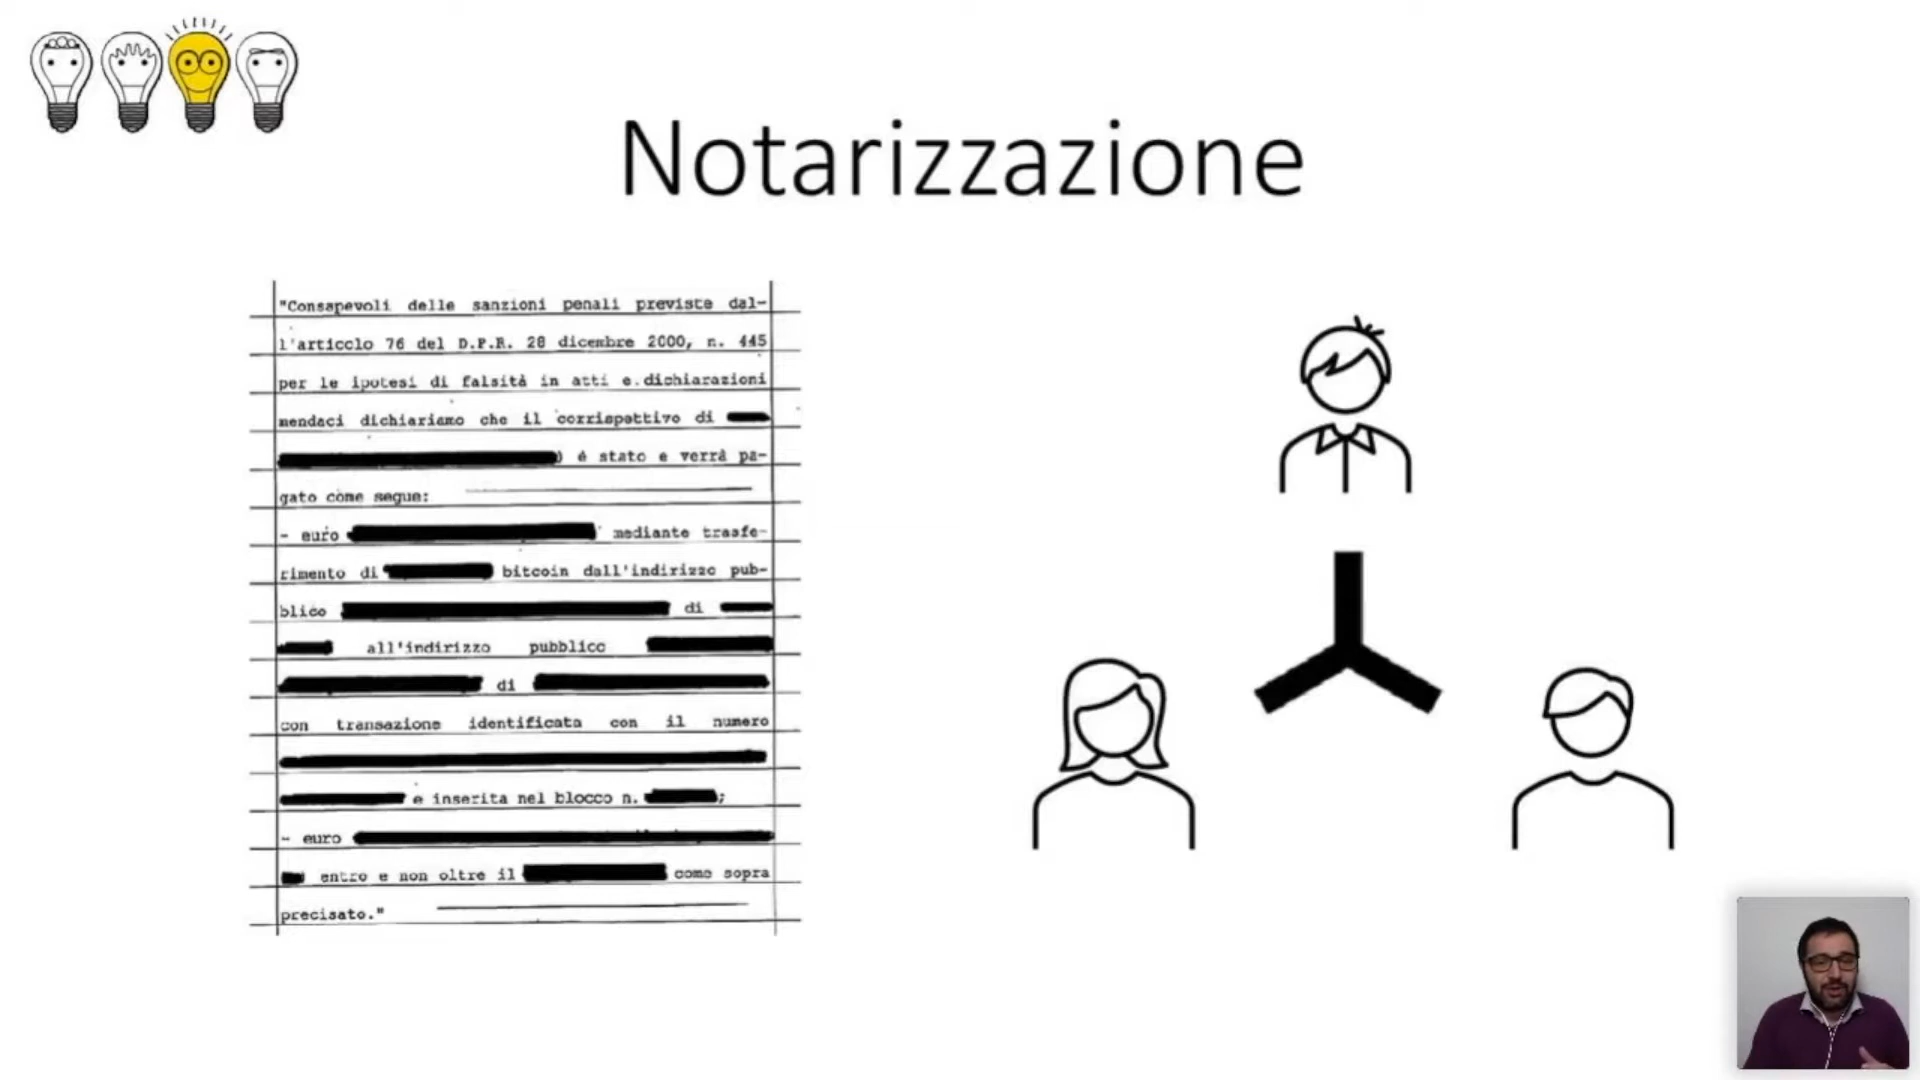 Notarizzazione
"Consapevoli delle sanzioni penali previste dal-
l'articolo 76 del D.P.R. 28 dicembre 2000, n. 445
per le ipotesi di falsità in atti e dichiarazioni
mendaci dichiariamo che il corrispettivo di
) é stato e verrà pa-
gato come segue:
- euro mediante trasfe-
rimento di bitcoin dall'indirizzo pub-
blico di
all'indirizzo pubblico
di
con transazione identificata con il numero
e inserita nel blocco n. ;
- euro
entro e non oltre il come sopra
precisato."